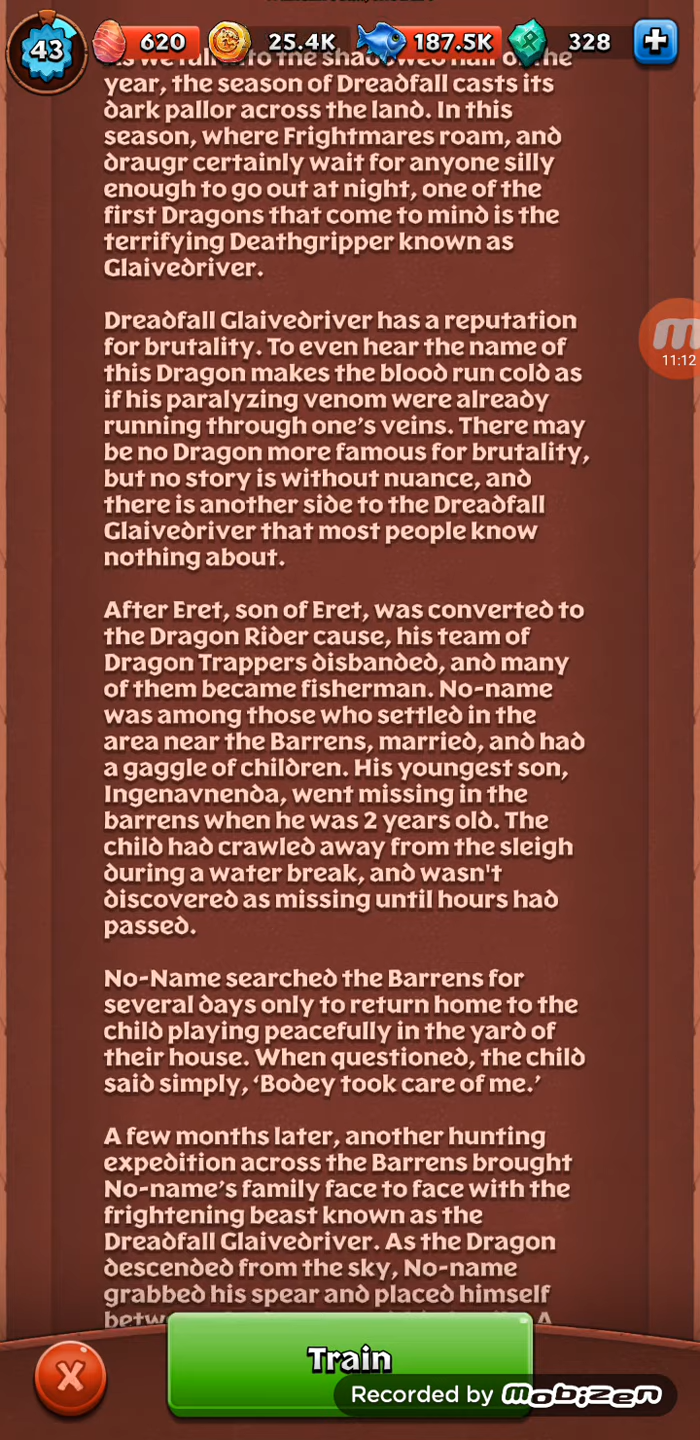 43
620
25.4K
187.5K
328
year, the season of Dreadfall casts its
dark pallor across the land. In this
season, where Frightmares roam, and
draugr certainly wait for anyone silly
enough to go out at night, one of the
first Dragons that come to mind is the
terrifying Deathgripper known as
Glaivedriver.
Dreadfall Glaivedriver has a reputation
for brutality. To even hear the name of
this Dragon makes the blood run cold as
if his paralyzing venom were already
running through one's veins. There may
be no Dragon more famous for brutality,
but no story is without nuance, and
there is another side to the Dreadfall
Glaivedriver that most people know
nothing about.
11:12
After Eret, son of Eret, was converted to
the Dragon Rider cause, his team of
Dragon Trappers disbanded, and many
of them became fisherman. No-name
was among those who settled in the
area near the Barrens, married, and had
a gaggle of children. His youngest son,
Ingenavnenda, went missing in the
barrens when he was 2 years old. The
child had crawled away from the sleigh
during a water break, and wasn't
discovered as missing until hours had
passed.
No-Name searched the Barrens for
several days only to return home to the
child playing peacefully in the yard of
their house. When questioned, the child
said simply, ‘Bodey took care of me.’
A few months later, another hunting
expedition across the Barrens brought
No-name’s family face to face with the
frightening beast known as the
Dreadfall Glaivedriver. As the Dragon
descended from the sky, No-name
grabbed his spear and placed himself
X
Train
Recorded by mobizen